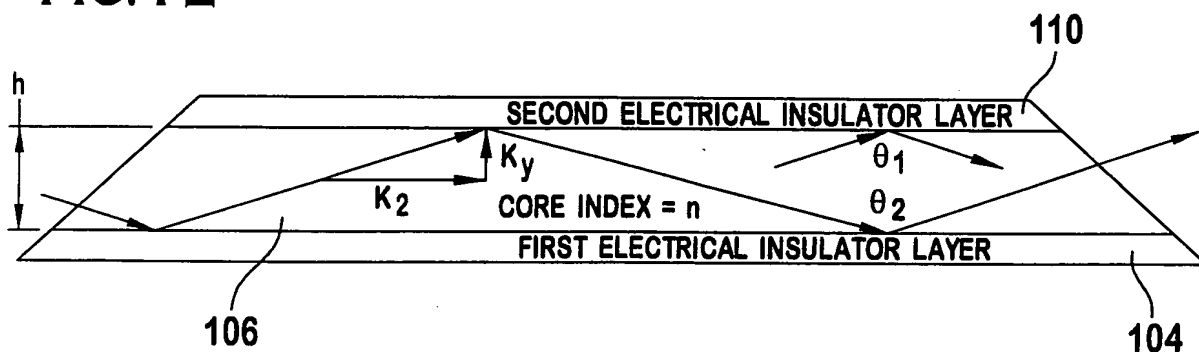 110
h
SECOND ELECTRICAL INSULATOR LAYER
Ky
θ1
K2
CORE INDEX = n
θ2
FIRST ELECTRICAL INSULATOR LAYER
106
104